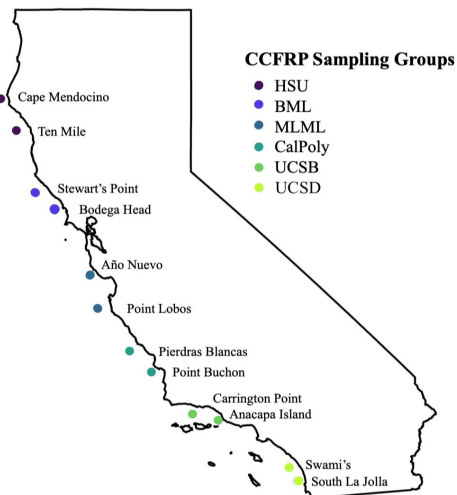 CCFRP Sampling Groups
HSU
BML
MLML
CalPoly
UCSB
UCSD
Cape Mendocino
Ten Mile
Stewart's Point
Bodega Head
Año Nuevo
Point Lobos
Pierdras Blancas
Point Buchon
Carrington Point
Anacapa Island
Swami's
South La Jolla